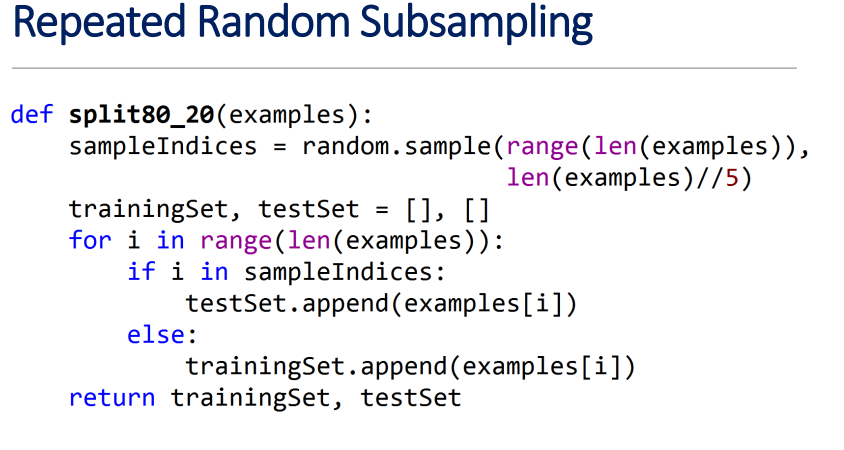 Repeated Random Subsampling
def split80_20(examples):
    sampleIndices = random.sample(range(len(examples)),
                                  len(examples)//5)
    trainingSet, testSet = [], []
    for i in range(len(examples)):
        if i in sampleIndices:
            testSet.append(examples[i])
        else:
            trainingSet.append(examples[i])
    return trainingSet, testSet